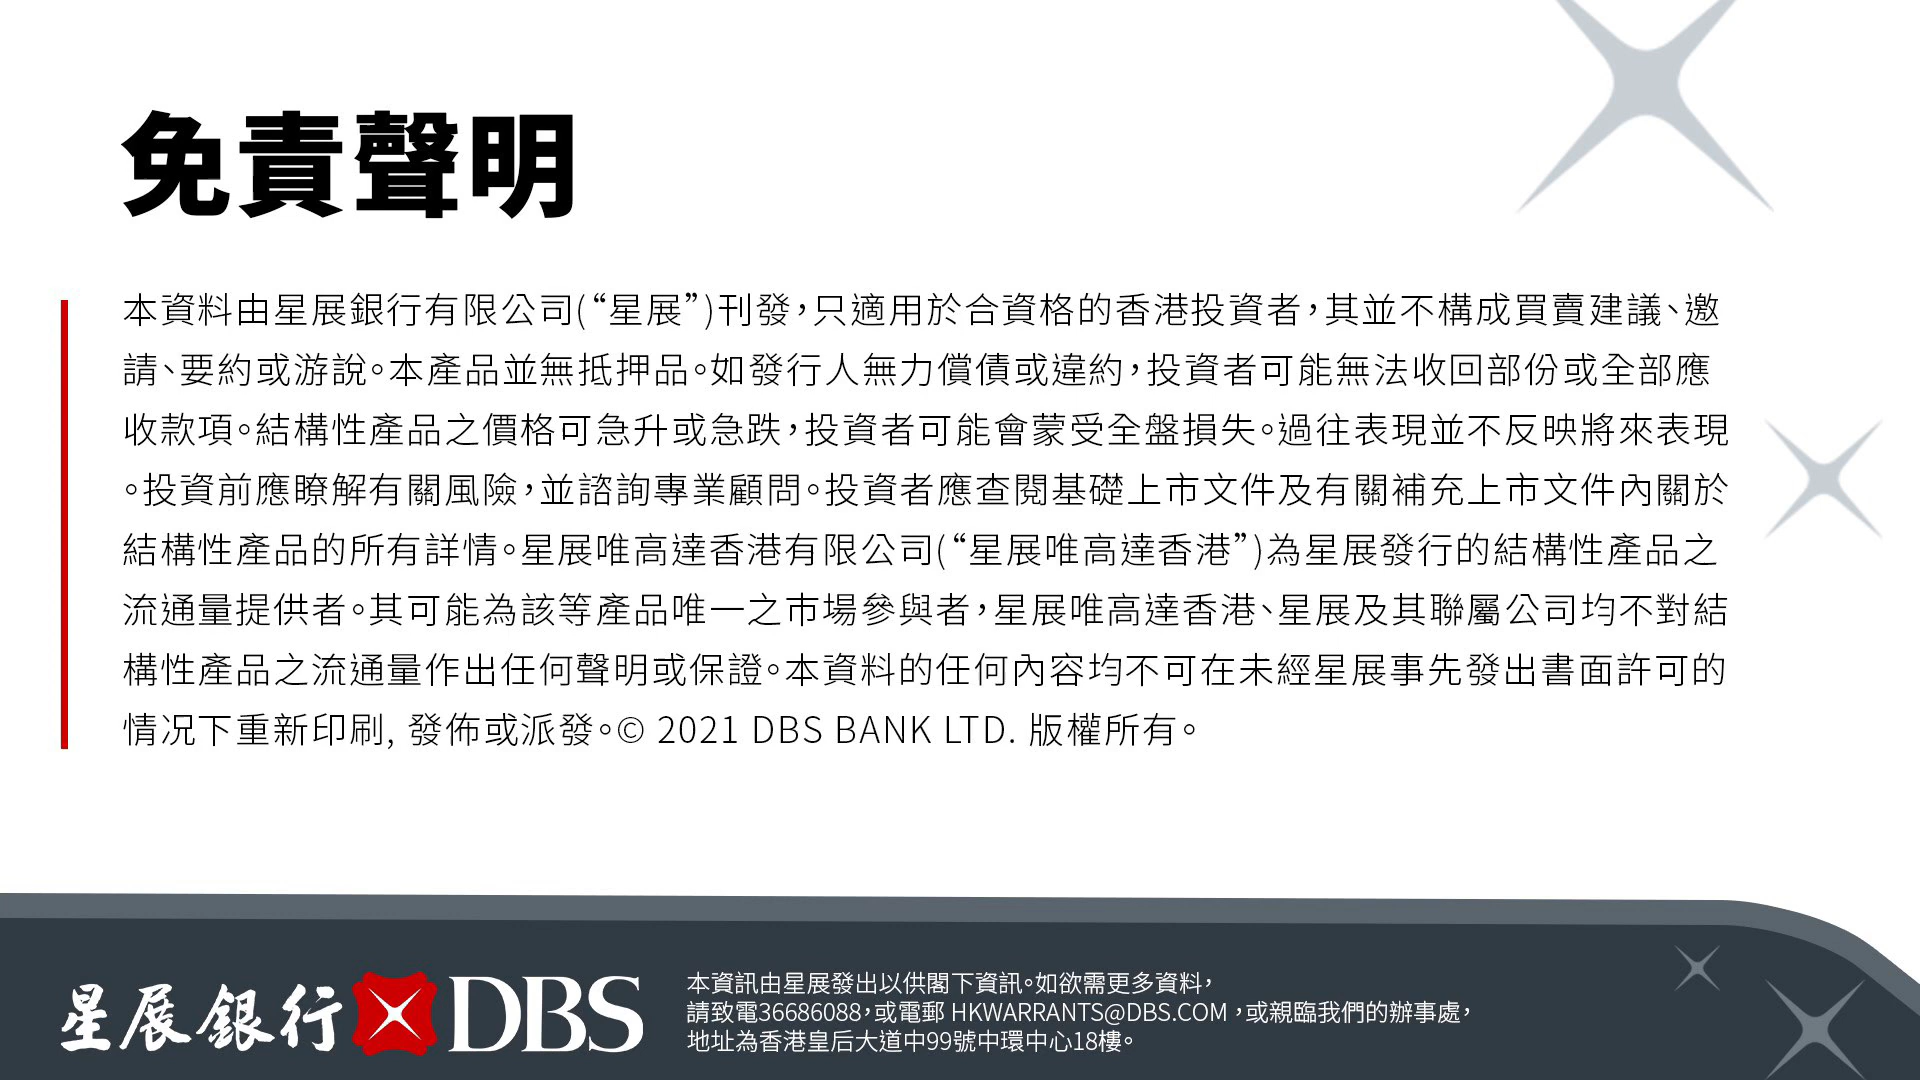 免責聲明
本資料由星展銀行有限公司(“星展”)刊發，只適用於合資格的香港投資者，其並不構成買賣建議、邀
請、要約或游說。本產品並無抵押品。如發行人無力償債或違約，投資者可能無法收回部份或全部應
收款項。結構性產品之價格可急升或急跌，投資者可能會蒙受全盤損失。過往表現並不反映將來表現
。投資前應瞭解有關風險，並諮詢專業顧問。投資者應查閱基礎上市文件及有關補充上市文件內關於
結構性產品的所有詳情。星展唯高達香港有限公司(“星展唯高達香港”)為星展發行的結構性產品之
流通量提供者。其可能為該等產品唯一之市場參與者，星展唯高達香港、星展及其聯屬公司均不對結
構性產品之流通量作出任何聲明或保證。本資料的任何內容均不可在未經星展事先發出書面許可的
情況下重新印刷, 發佈或派發。© 2021 DBS BANK LTD. 版權所有。
星展銀行 DBS
本資訊由星展發出以供閣下資訊。如欲需更多資料，
請致電36686088，或電郵 HKWARRANTS@DBS.COM ，或親臨我們的辦事處，
地址為香港皇后大道中99號中環中心18樓。